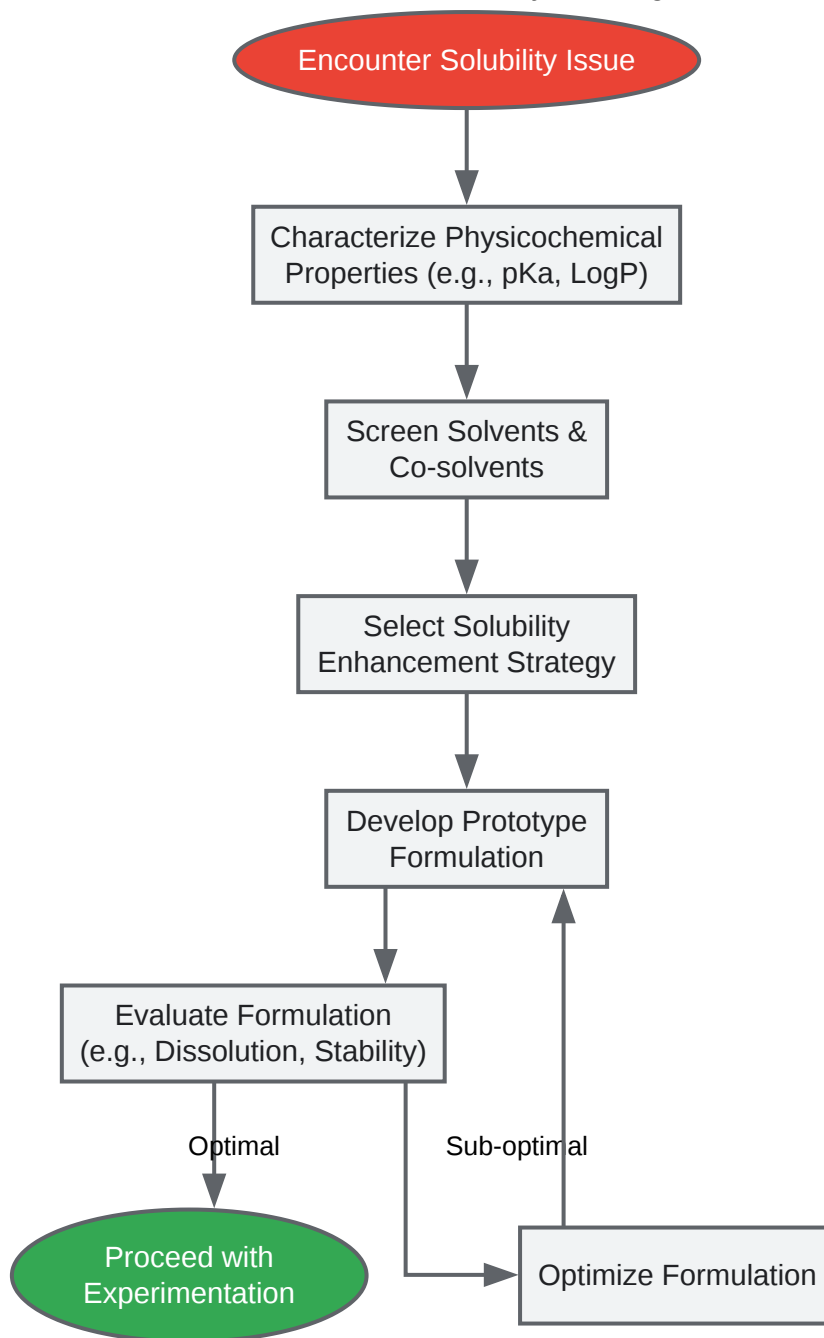 Encounter Solubility Issue
Characterize Physicochemical
Properties (e.g., pKa, LogP)
Screen Solvents &
Co-solvents
Select Solubility
Enhancement Strategy
Develop Prototype
Formulation
Evaluate Formulation
(e.g., Dissolution, Stability)
Optimal
Sub-optimal
Proceed with
Experimentation
Optimize Formulation